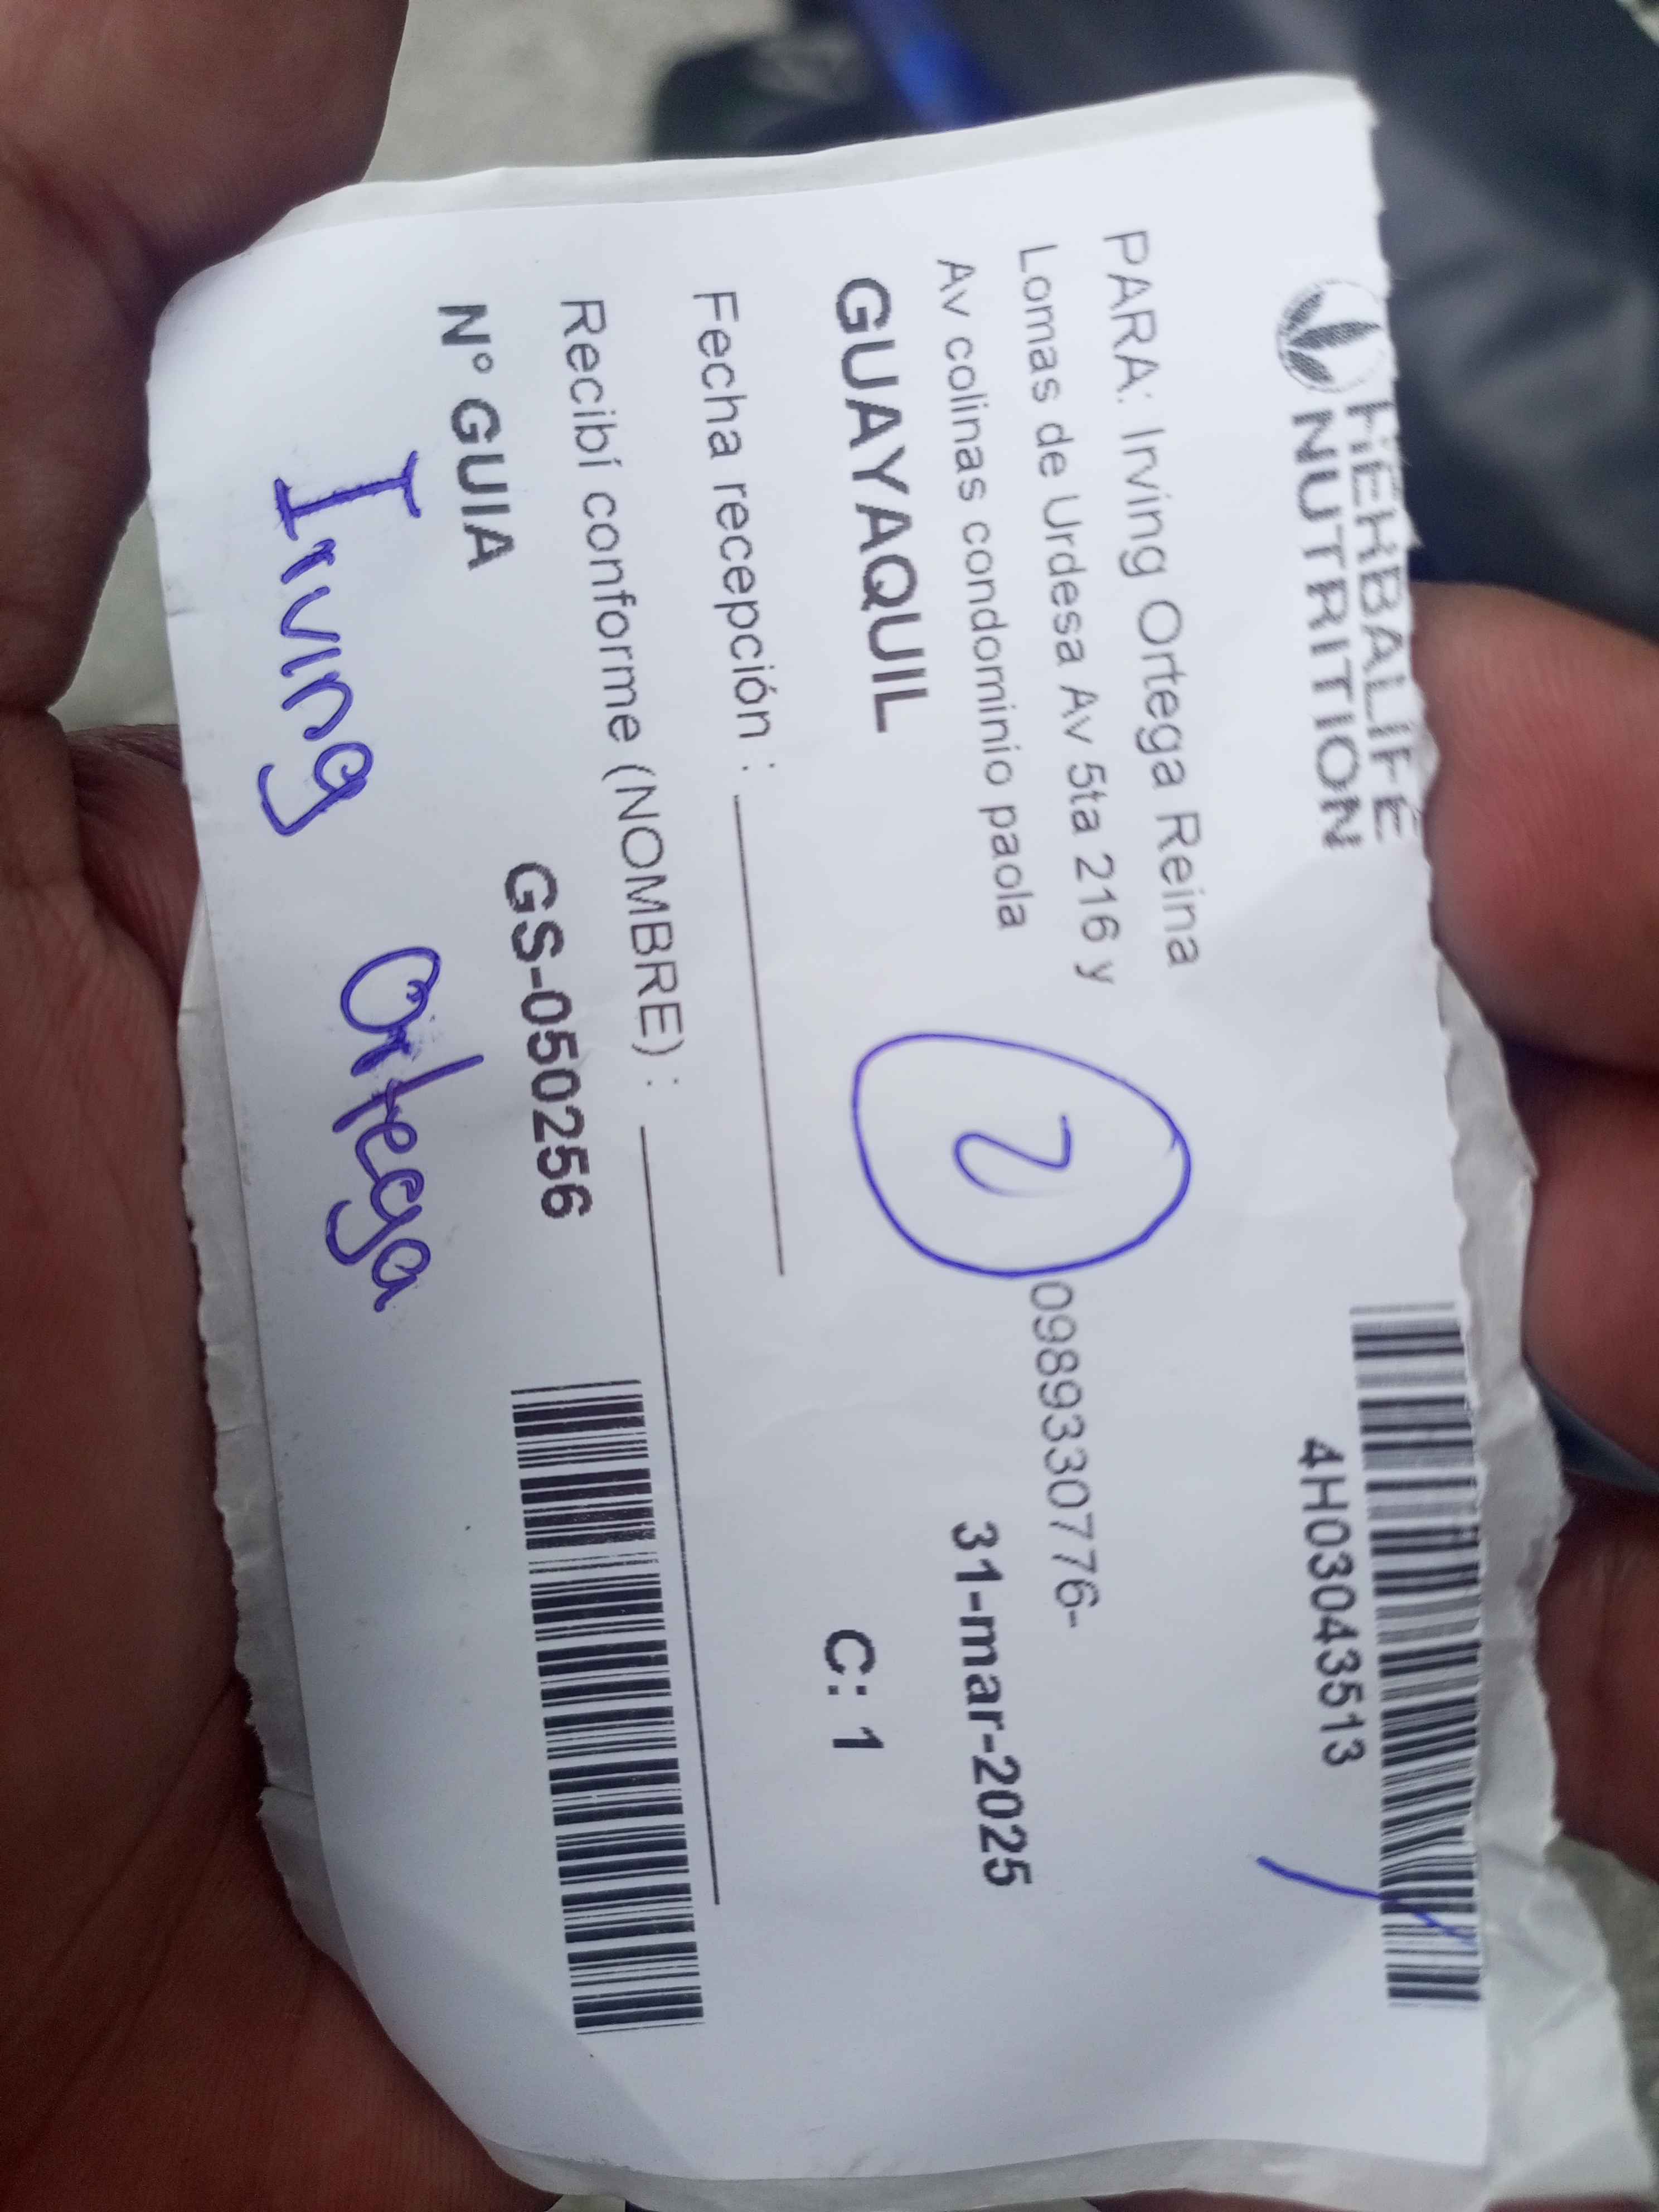 HERBALIFE
NUTRITION
4H03043513
PARA: Irving Ortega Reina
Lomas de Urdesa Av 5ta 216 y
0989330776-
Av colinas condominio paola
2
31-mar-2025
GUAYAQUIL
C: 1
Fecha recepción :
Recibí conforme (NOMBRE) :
N° GUIA
GS-050256
Irving Ortega